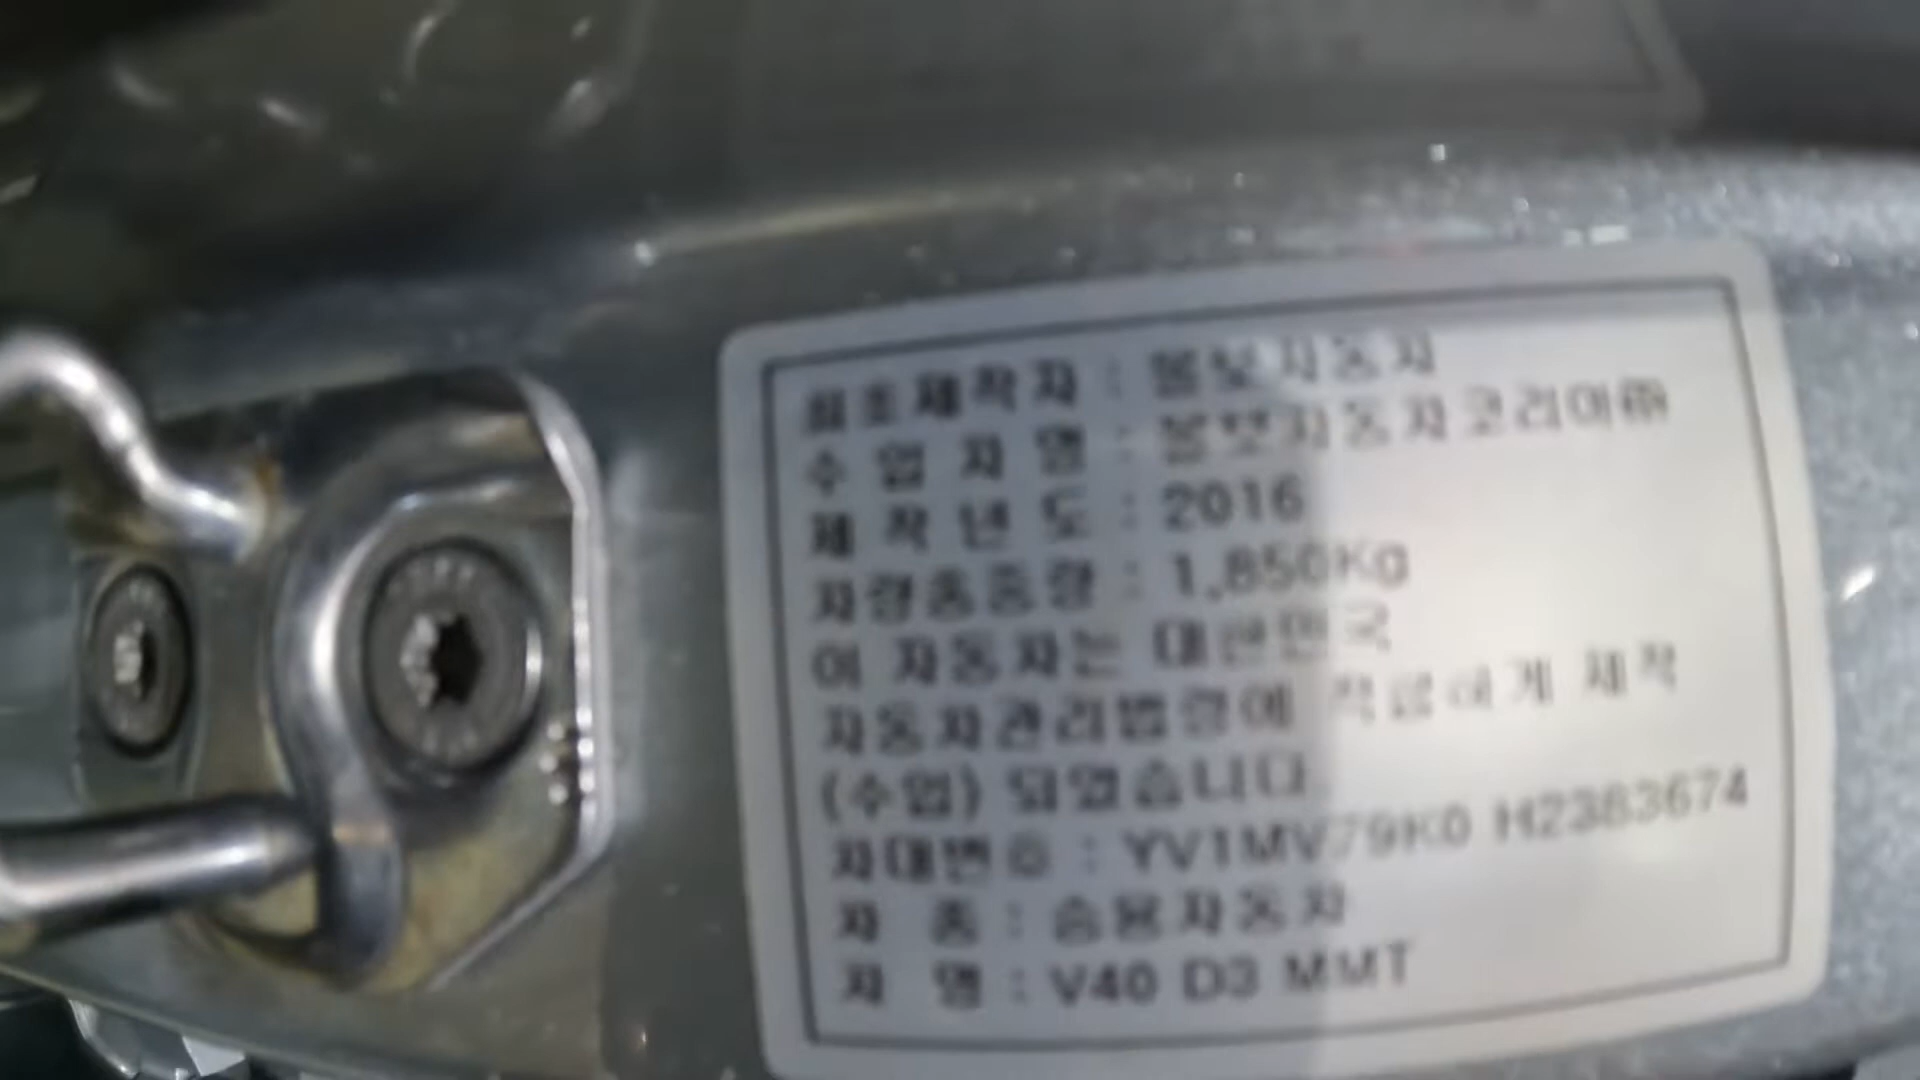 최초제작자 : 볼보자동차
수 입 자 명 : 볼보자동차코리아㈜
제 작 년 도 : 2016
차량총중량 : 1,850Kg
이 자동차는 대한민국
자동차관리법령에 적합하게 제작
(수입) 되었습니다
차대번호 : YV1MV79K0 H2383674
차 종 : 승용자동차
차 명 : V40 D3 MMT